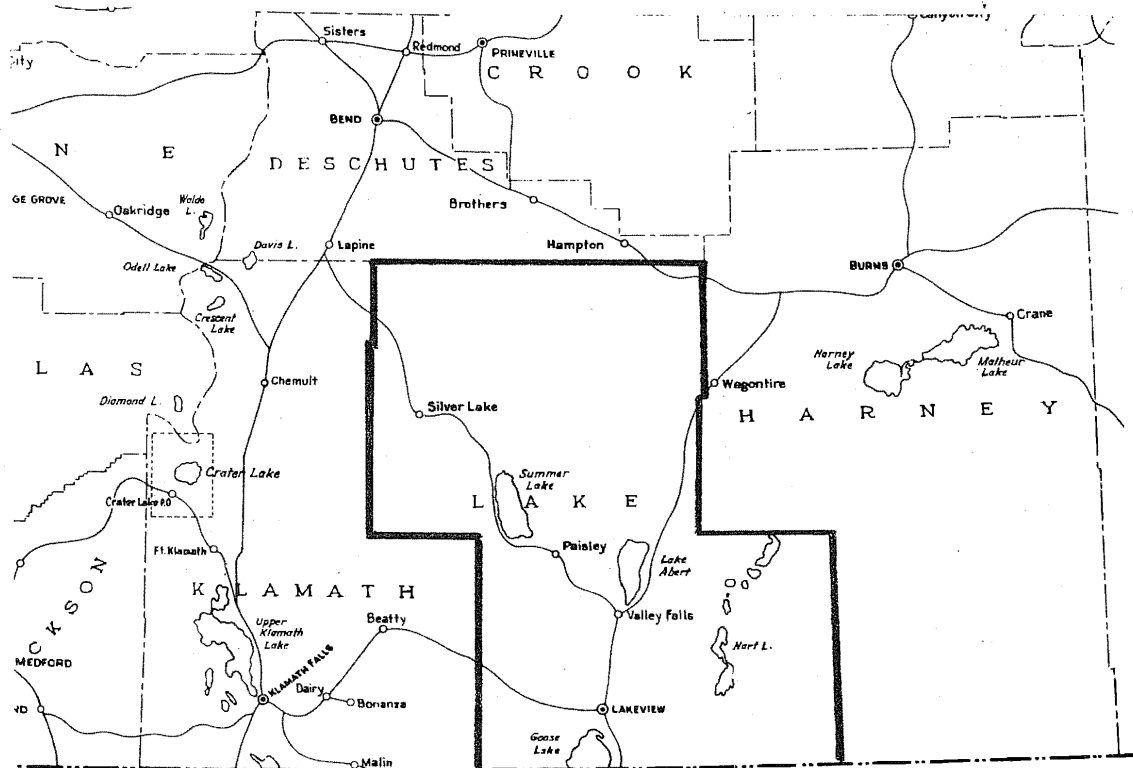 Sisters
Redmond
PRINEVILLE
CROOK
BEND
N E
DESCHUTES
GE GROVE
Oakridge
Waldo
L.
Brothers
Davis L.
Lapine
Hampton
Odell Lake
BURNS
Crescent
Lake
Crane
Harney
Lake
Malheur
Lake
LAS
Chemult
Wagontire
Diamond L.
Silver Lake
HARNEY
Crater Lake
Summer
Lake
Crater Lake P.O
LAKE
Ft. Klamath
Paisley
Lake
Abert
CKSON
KLAMATH
Beatty
Valley Falls
Upper
Klamath
Lake
Hart L.
MEDFORD
KLAMATH FALLS
Dairy
Bonanza
LAKEVIEW
ND
Goose
Lake
Malin